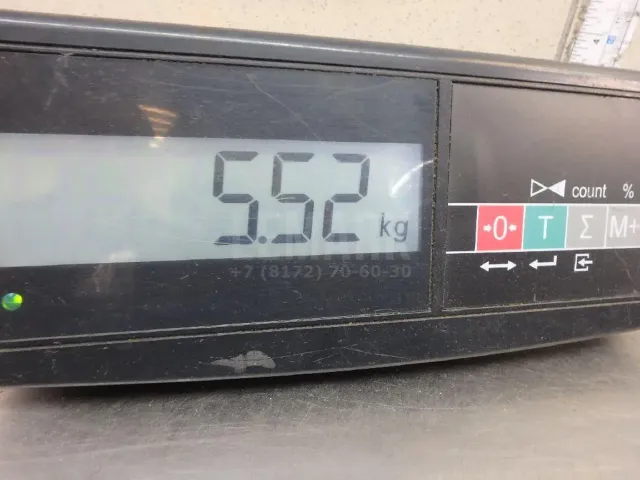 5.52 kg
+7 (8172) 70-60-30
count %
→0← T Σ M+